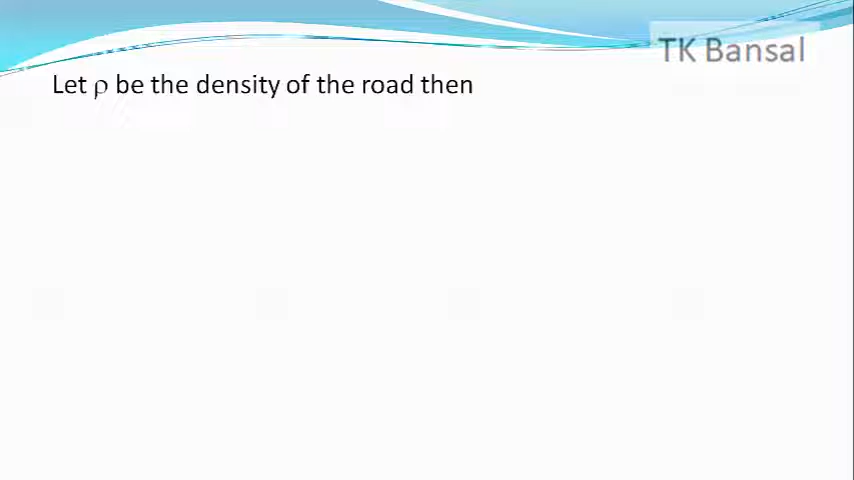 TK Bansal
Let ρ be the density of the road then